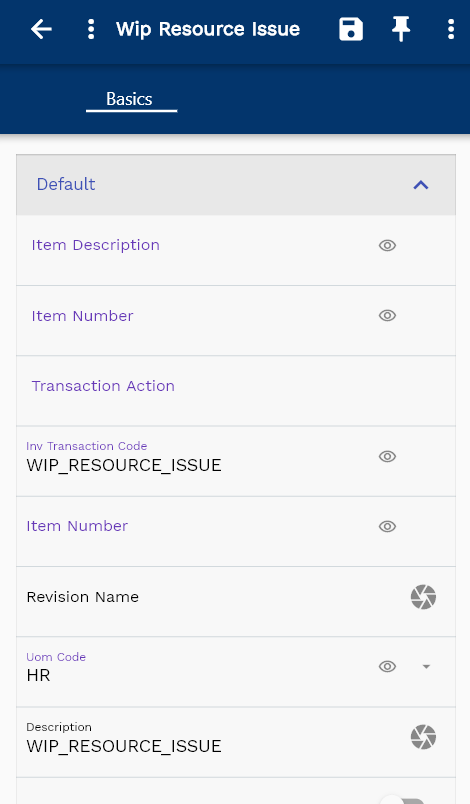 Wip Resource Issue
Basics
Default
Item Description
Item Number
Transaction Action
Inv Transaction Code
WIP_RESOURCE_ISSUE
Item Number
Revision Name
Uom Code
HR
Description
WIP_RESOURCE_ISSUE